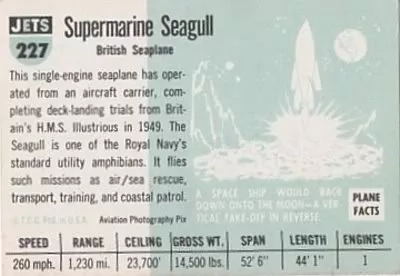 JETS
227
Supermarine Seagull
British Seaplane
This single-engine seaplane has oper-
ated from an aircraft carrier, com-
pleting deck-landing trials from Brit-
ain's H.M.S. Illustrious in 1949. The
Seagull is one of the Royal Navy's
standard utility amphibians. It flies
such missions as air/sea rescue,
transport, training, and coastal patrol.
© T.C.G. Ptd. in U.S.A.
Aviation Photography Pix
A SPACE SHIP WOULD BACK
DOWN ONTO THE MOON—A VER-
TICAL TAKE-OFF IN REVERSE.
PLANE
FACTS
SPEED RANGE CEILING GROSS WT. SPAN LENGTH ENGINES
260 mph. 1,230 mi. 23,700' 14,500 lbs. 52' 6" 44' 1" 1